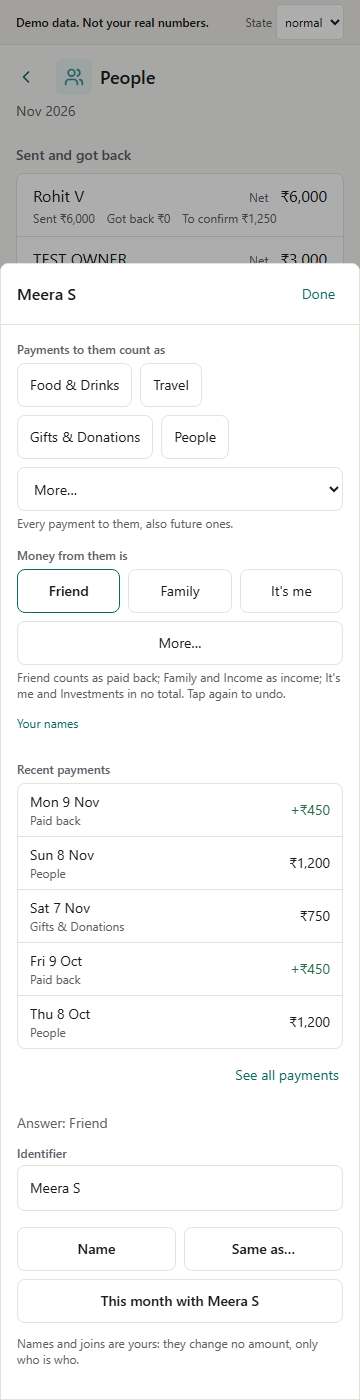 Demo data. Not your real numbers.
State
normal
People
Nov 2026
Sent and got back
Rohit V
Net ₹6,000
Sent ₹6,000 Got back ₹0 To confirm ₹1,250
TEST OWNER
Net ₹3,000
Meera S
Done
Payments to them count as
Food & Drinks
Travel
Gifts & Donations
People
More...
Every payment to them, also future ones.
Money from them is
Friend
Family
It's me
More...
Friend counts as paid back; Family and Income as income; It's
me and Investments in no total. Tap again to undo.
Your names
Recent payments
Mon 9 Nov
+₹450
Paid back
Sun 8 Nov
₹1,200
People
Sat 7 Nov
₹750
Gifts & Donations
Fri 9 Oct
+₹450
Paid back
Thu 8 Oct
₹1,200
People
See all payments
Answer: Friend
Identifier
Meera S
Name
Same as...
This month with Meera S
Names and joins are yours: they change no amount, only
who is who.